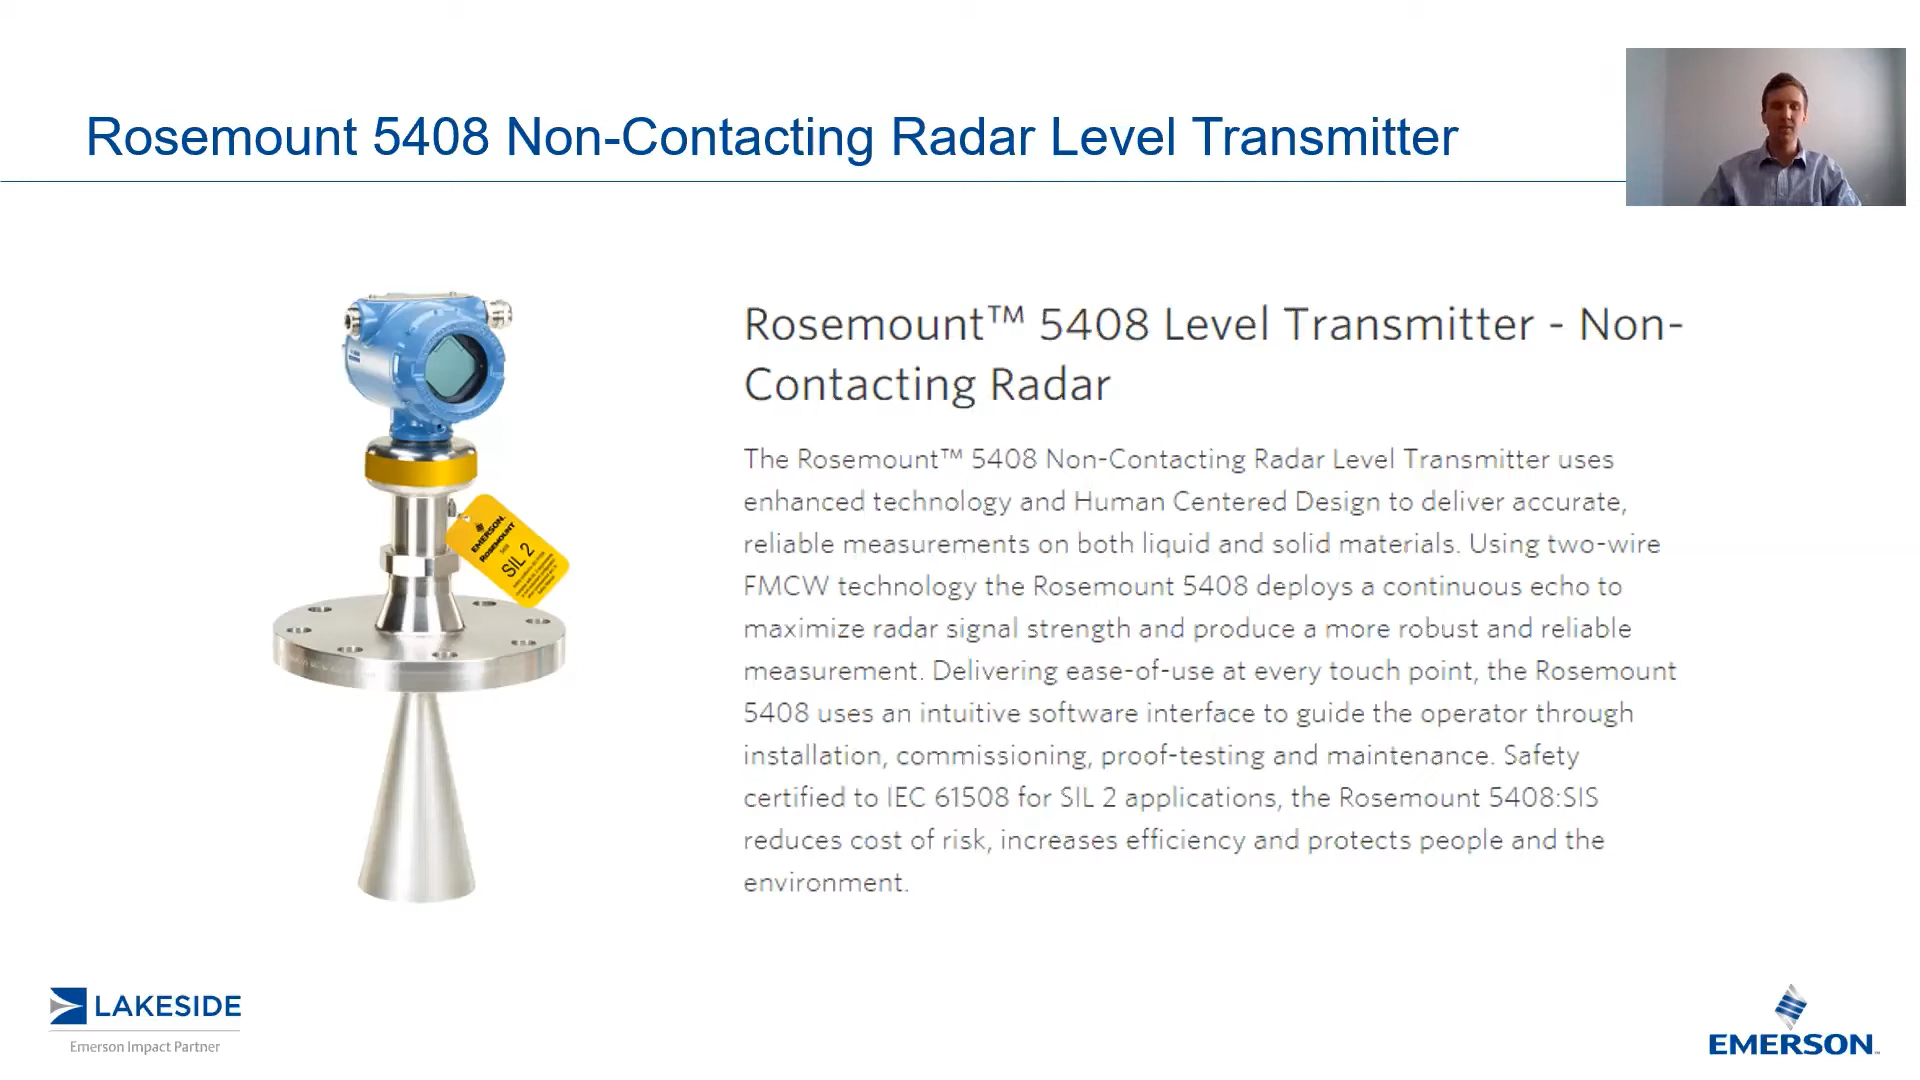 Rosemount 5408 Non-Contacting Radar Level Transmitter
Rosemount™ 5408 Level Transmitter - Non-
Contacting Radar
The Rosemount™ 5408 Non-Contacting Radar Level Transmitter uses
enhanced technology and Human Centered Design to deliver accurate,
reliable measurements on both liquid and solid materials. Using two-wire
FMCW technology the Rosemount 5408 deploys a continuous echo to
maximize radar signal strength and produce a more robust and reliable
measurement. Delivering ease-of-use at every touch point, the Rosemount
5408 uses an intuitive software interface to guide the operator through
installation, commissioning, proof-testing and maintenance. Safety
certified to IEC 61508 for SIL 2 applications, the Rosemount 5408:SIS
reduces cost of risk, increases efficiency and protects people and the
environment.
EMERSON.
ROSEMOUNT
SIL 2
LAKESIDE
Emerson Impact Partner
EMERSON™